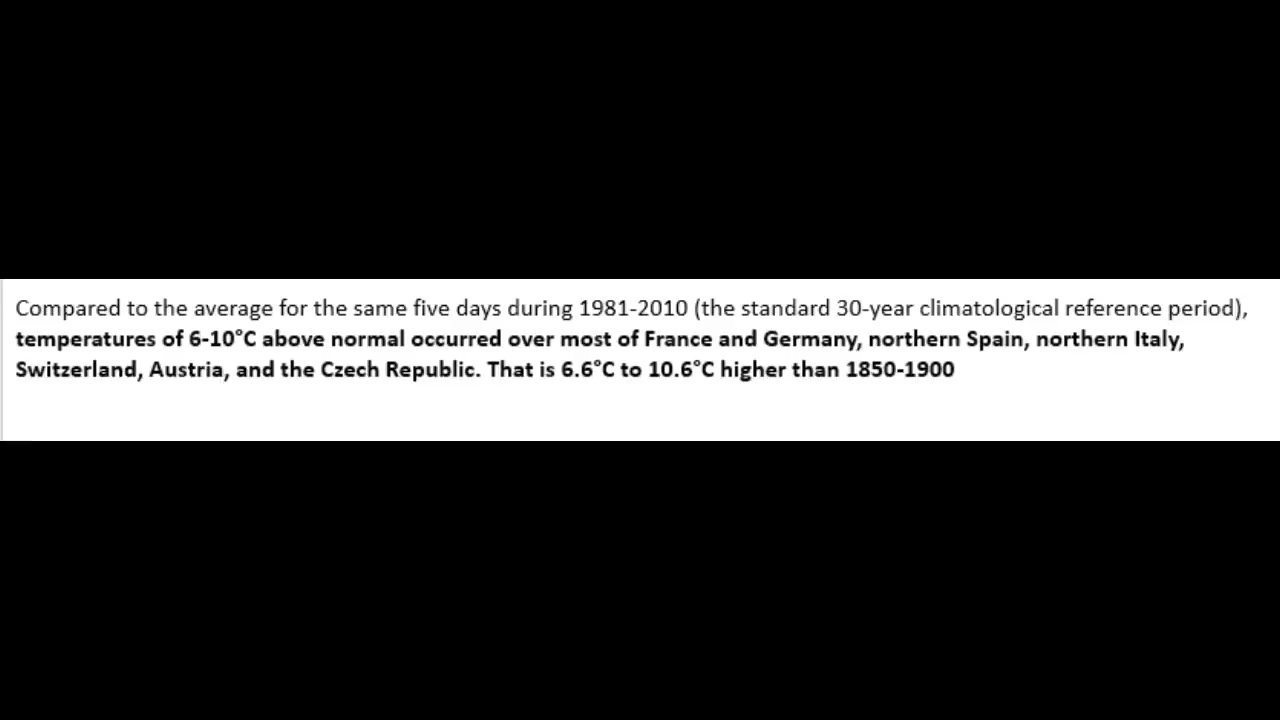 Compared to the average for the same five days during 1981-2010 (the standard 30-year climatological reference period),
temperatures of 6-10°C above normal occurred over most of France and Germany, northern Spain, northern Italy,
Switzerland, Austria, and the Czech Republic. That is 6.6°C to 10.6°C higher than 1850-1900